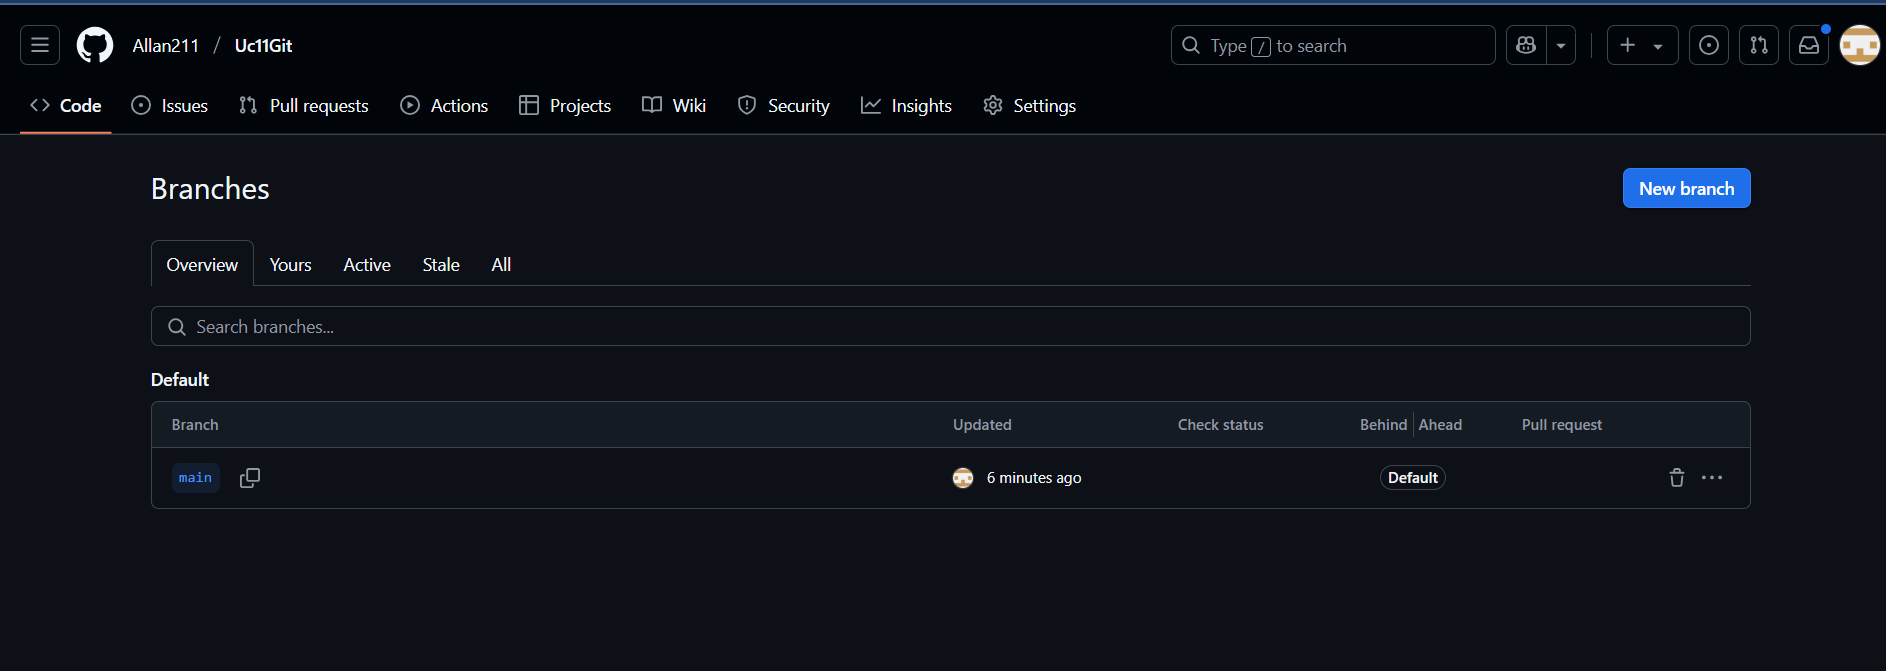 Allan211 / Uc11Git
Type / to search
Code Issues Pull requests Actions Projects Wiki Security Insights Settings
Branches
New branch
Overview Yours Active Stale All
Search branches...
Default
Branch Updated Check status Behind Ahead Pull request
main 6 minutes ago Default